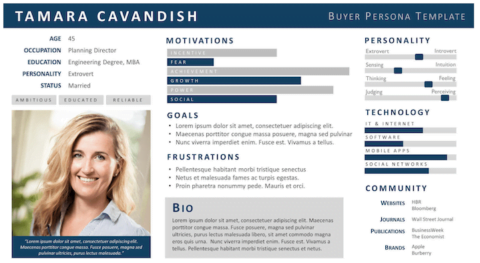 TAMARA CAVANDISH
BUYER PERSONA TEMPLATE
AGE 45
OCCUPATION Planning Director
EDUCATION Engineering Degree, MBA
PERSONALITY Extrovert
STATUS Married
AMBITIOUS EDUCATED RELIABLE
"Lorem ipsum dolor sit amet, consectetuer adipiscing elit. Maecenas porttitor congue massa. Fusce posuere, magna sed pulvinar ultricies, purus lectus malesuada libero."
MOTIVATIONS
INCENTIVE
FEAR
ACHIEVEMENT
GROWTH
POWER
SOCIAL
GOALS
• Lorem ipsum dolor sit amet, consectetuer adipiscing elit
• Maecenas porttitor congue massa, magna sed pulvinar
• Nunc viverra imperdiet enim. Fusce est. Vivamus a tellus.
FRUSTRATIONS
• Pellentesque habitant morbi tristique senectus
• Netus et malesuada fames ac turpis egestas.
• Proin pharetra nonummy pede. Mauris et orci.
BIO
Lorem ipsum dolor sit amet, consectetuer adipiscing elit. Maecenas porttitor congue massa. Fusce posuere, magna sed pulvinar ultricies, purus lectus malesuada libero, sit amet commodo magna eros quis urna. Nunc viverra imperdiet enim. Fusce est. Vivamus a tellus. Pellentesque habitant morbi tristique senectus et netus.
PERSONALITY
Extrovert Introvert
Sensing Intuition
Thinking Feeling
Judging Perceiving
TECHNOLOGY
IT & INTERNET
SOFTWARE
MOBILE APPS
SOCIAL NETWORKS
COMMUNITY
WEBSITES HBR
Bloomberg
JOURNALS Wall Street Journal
PUBLICATIONS BusinessWeek
The Economist
BRANDS Apple
Burberry